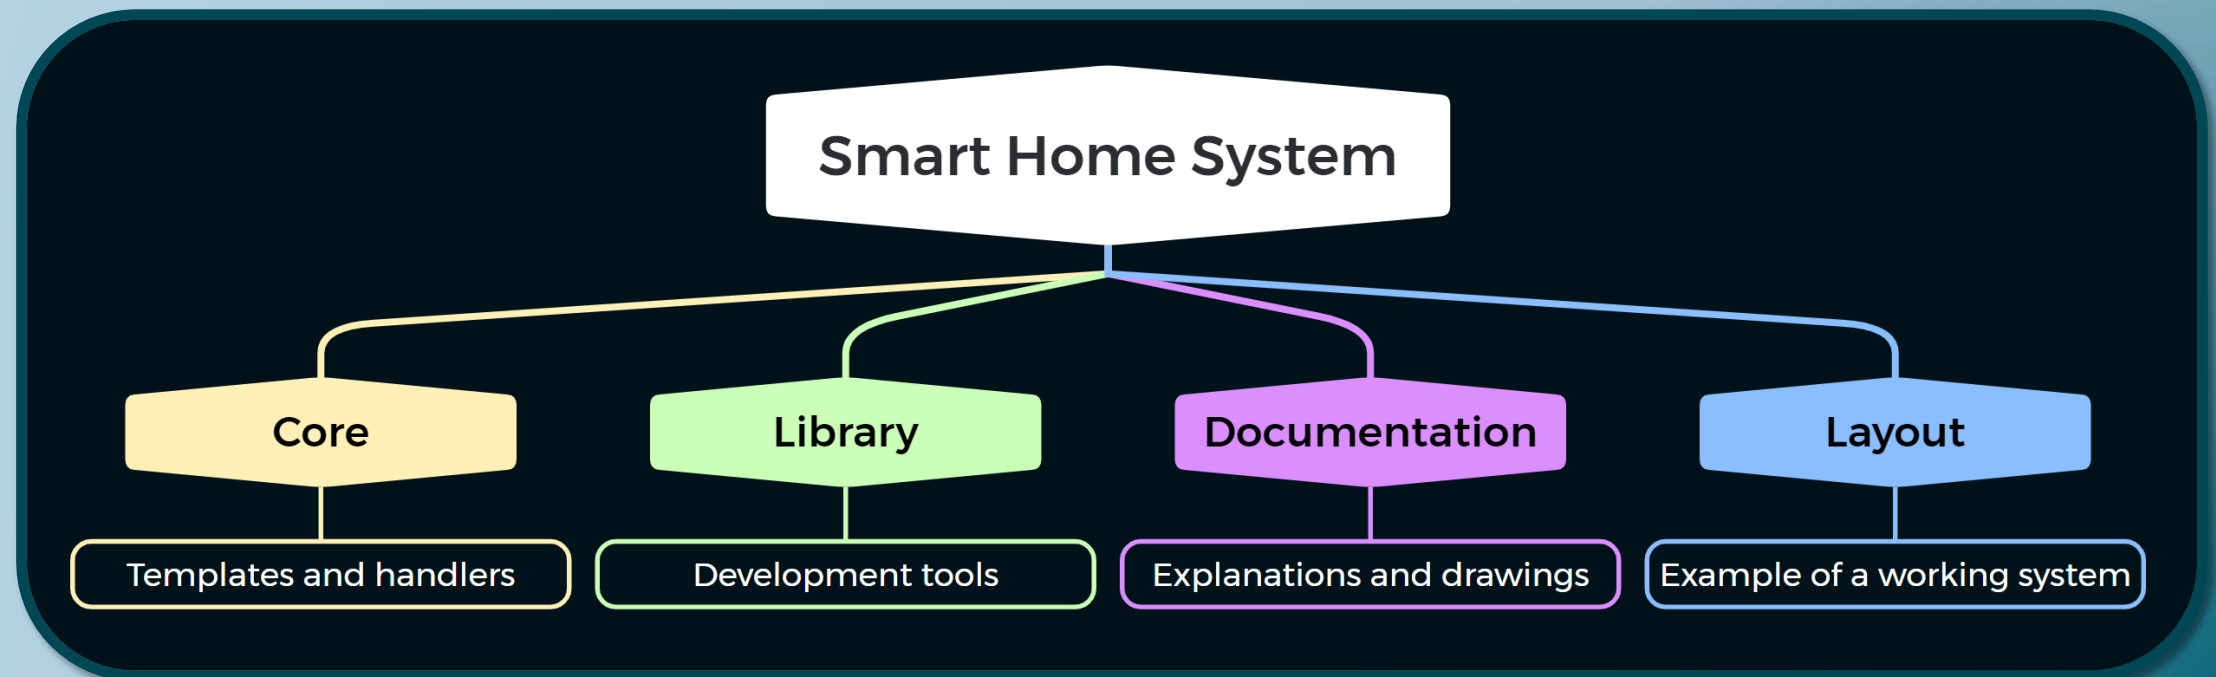 Smart Home System
Core
Library
Documentation
Layout
Templates and handlers
Development tools
Explanations and drawings
Example of a working system